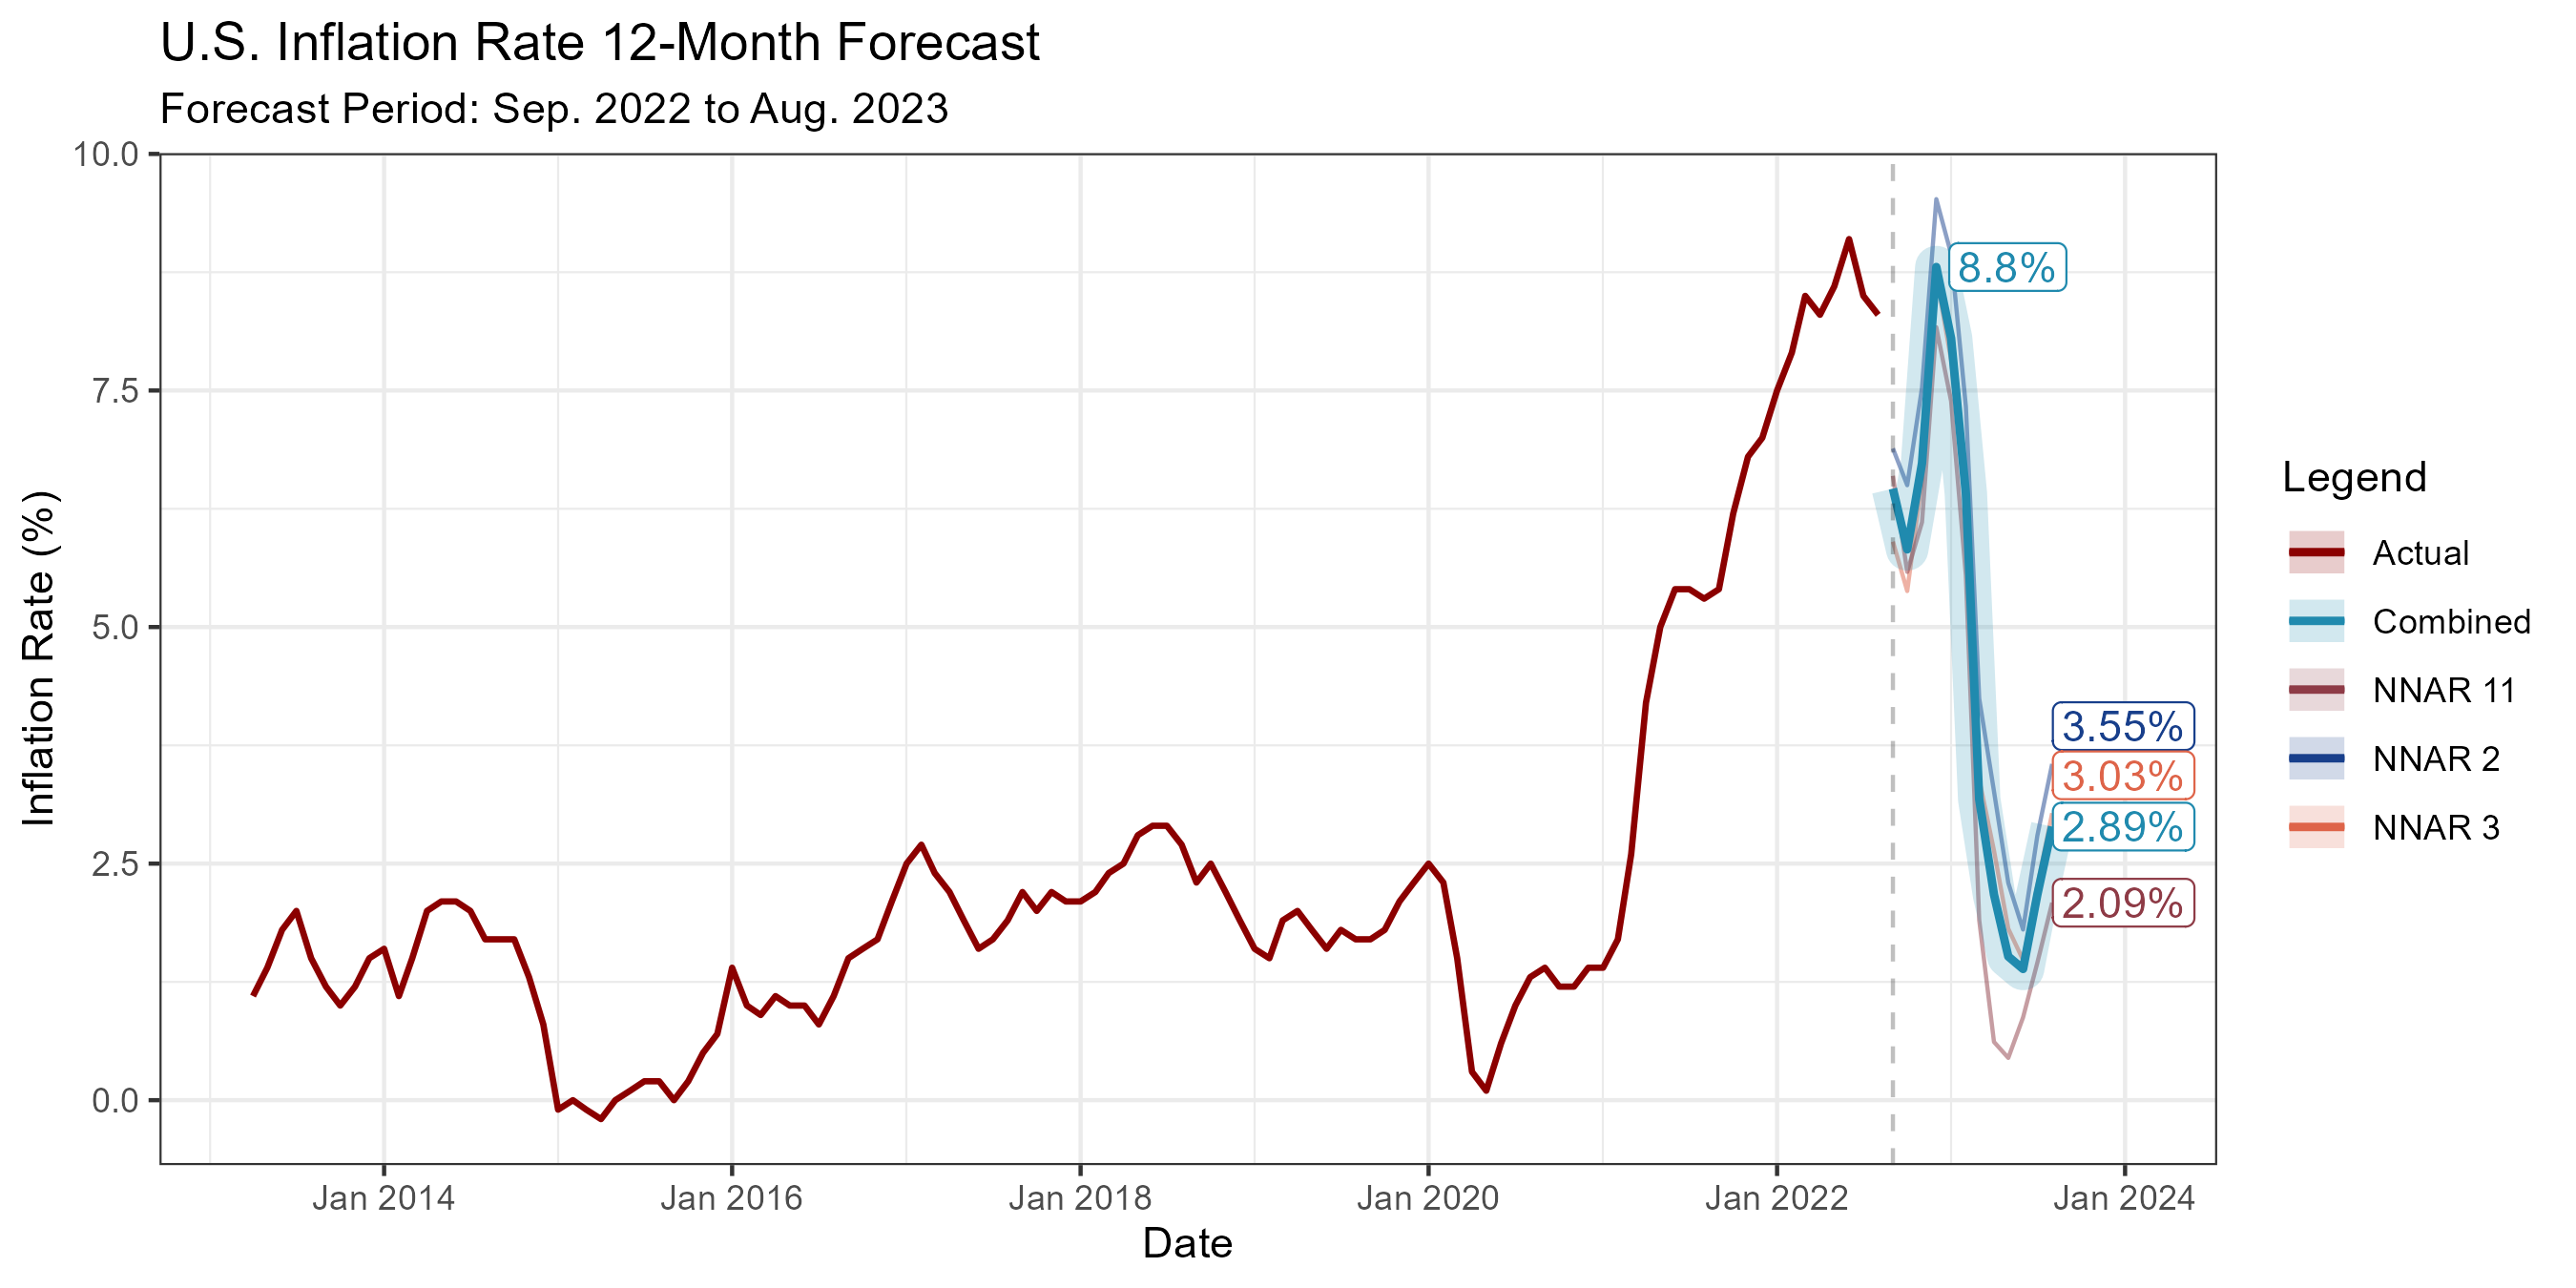 U.S. Inflation Rate 12-Month Forecast
Forecast Period: Sep. 2022 to Aug. 2023
Inflation Rate (%)
10.0
7.5
5.0
2.5
0.0
8.8%
3.55%
3.03%
2.89%
2.09%
Jan 2014
Jan 2016
Jan 2018
Jan 2020
Jan 2022
Jan 2024
Date
Legend
Actual
Combined
NNAR 11
NNAR 2
NNAR 3